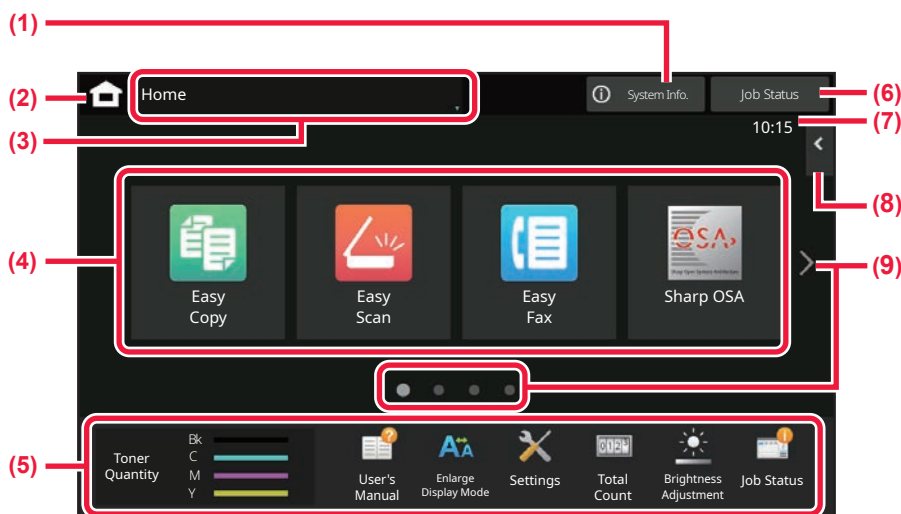 (1)
(2)
Home
System Info.
Job Status
(6)
(3)
10:15
(7)
(8)
(4)
Easy
Copy
Easy
Scan
Easy
Fax
OSA
Sharp OSA
(9)
(5)
Toner
Quantity
Bk
C
M
Y
User's
Manual
Enlarge
Display Mode
Settings
Total
Count
Brightness
Adjustment
Job Status